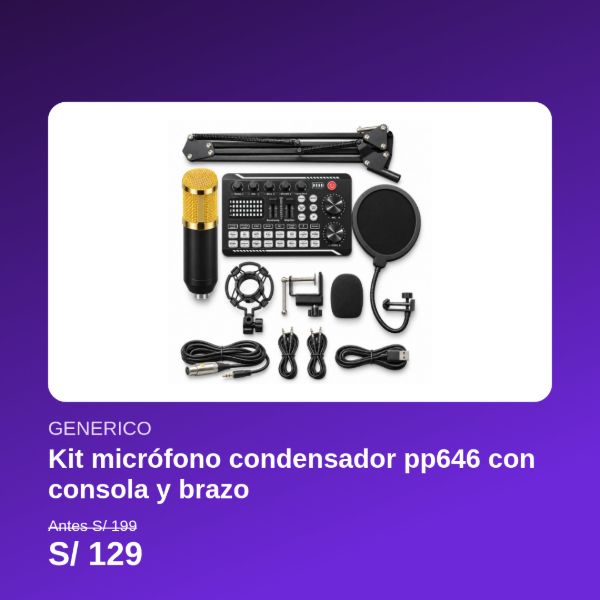 GENERICO
Kit micrófono condensador pp646 con
consola y brazo
Antes S/ 199
S/ 129